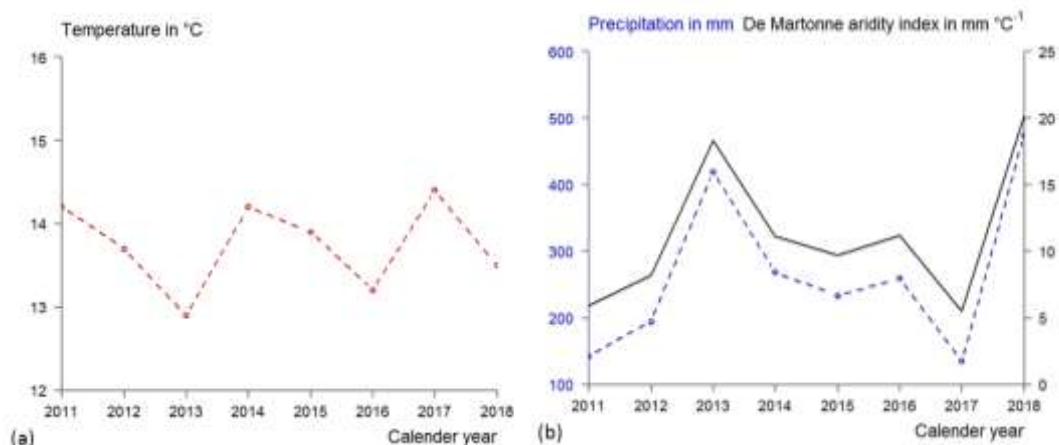 Temperature in °C
16
15
14
13
12
2011 2012 2013 2014 2015 2016 2017 2018
Calender year
(a)
Precipitation in mm De Martonne aridity index in mm °C⁻¹
600 25
500 20
400 15
300 10
200 5
100 0
2011 2012 2013 2014 2015 2016 2017 2018
Calender year
(b)